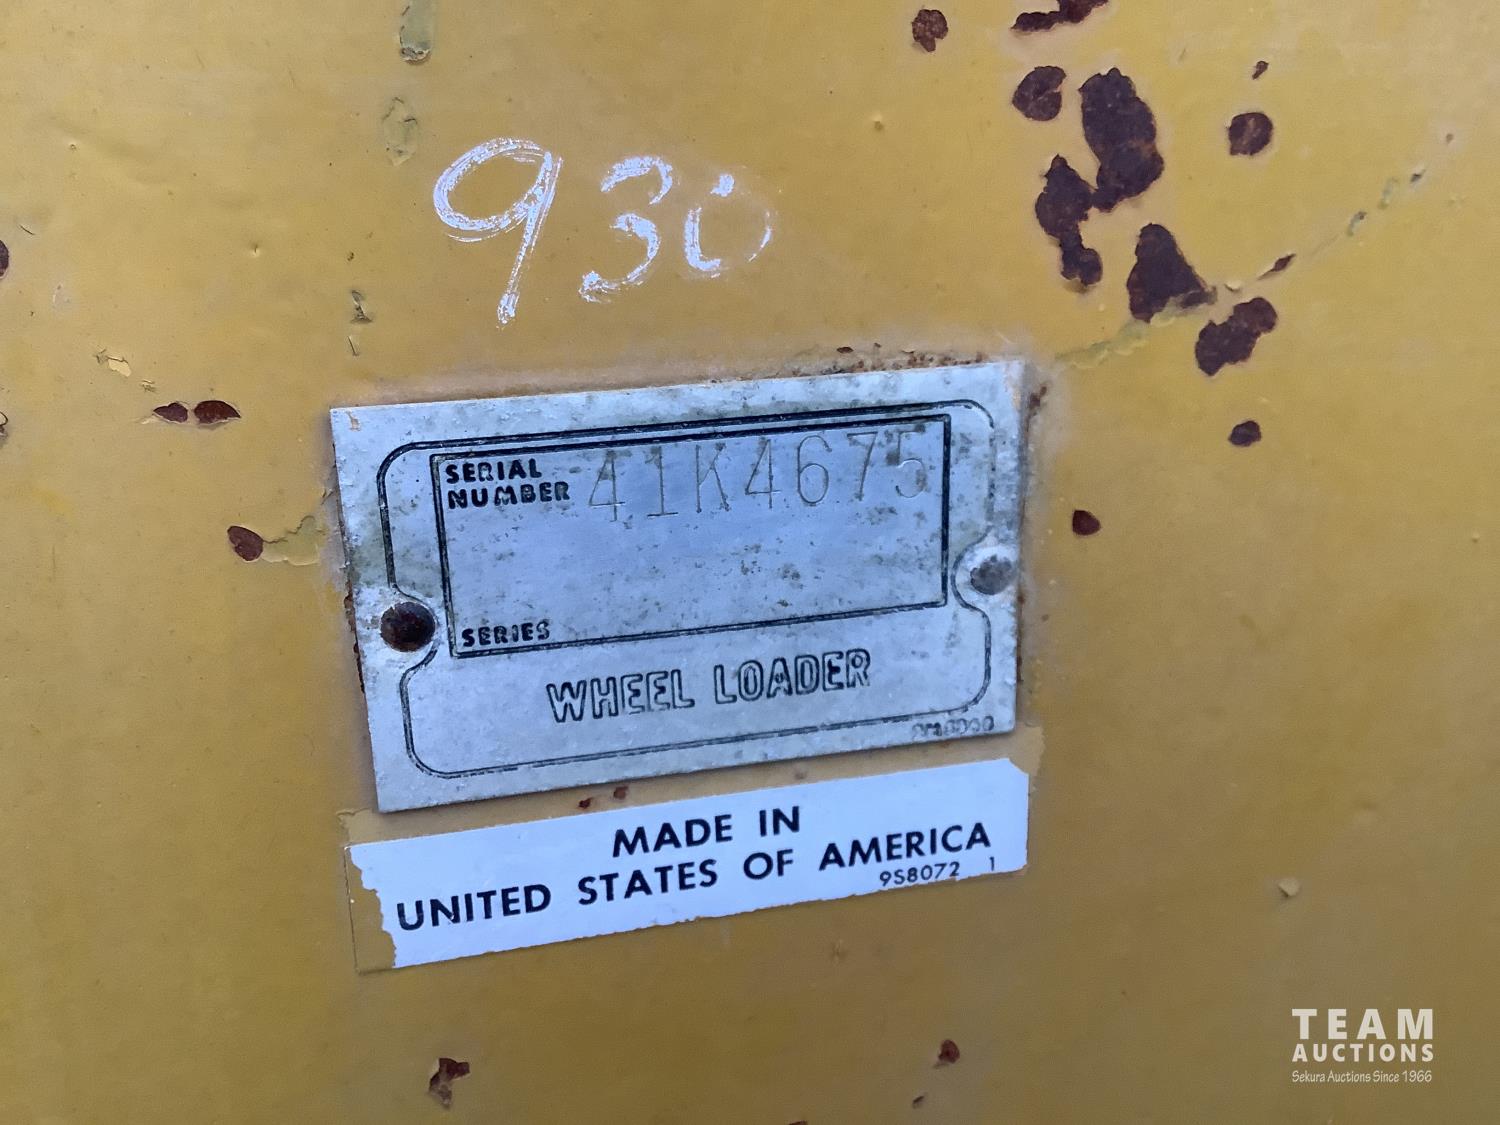 930
SERIAL
NUMBER 41K4675
SERIES
WHEEL LOADER
MADE IN
UNITED STATES OF AMERICA
9S8072 1
TEAM
AUCTIONS
Sekura Auctions Since 1966